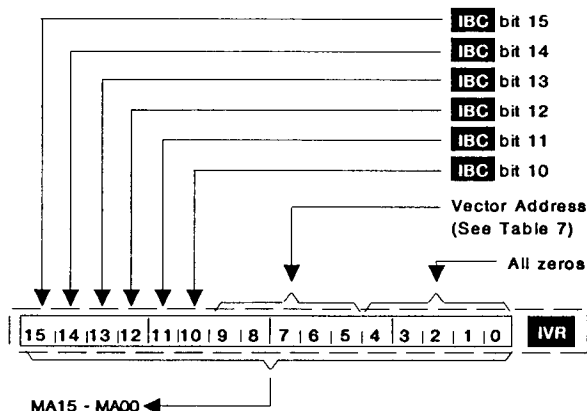 IBC bit 15
IBC bit 14
IBC bit 13
IBC bit 12
IBC bit 11
IBC bit 10
Vector Address
(See Table 7)
All zeros
15 14 13 12 11 10 9 8 7 6 5 4 3 2 1 0 IVR
MA15 - MA00